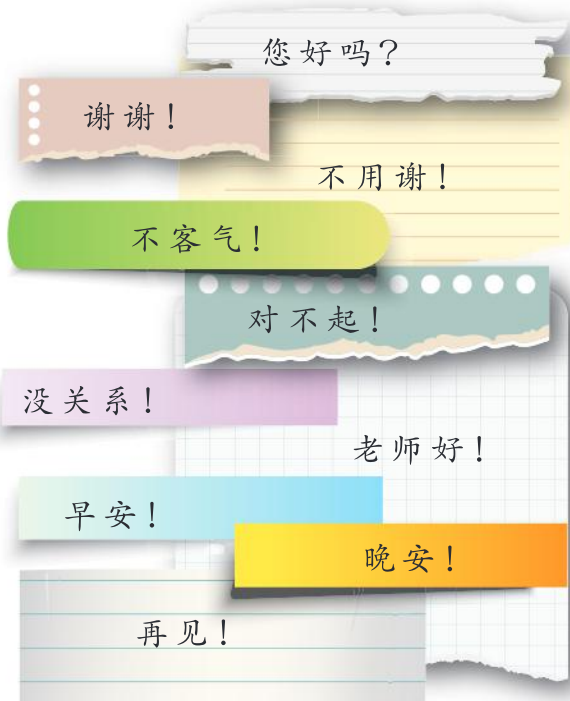 您好吗？
谢谢！
不用谢！
不客气！
对不起！
没关系！
老师好！
早安！
晚安！
再见！